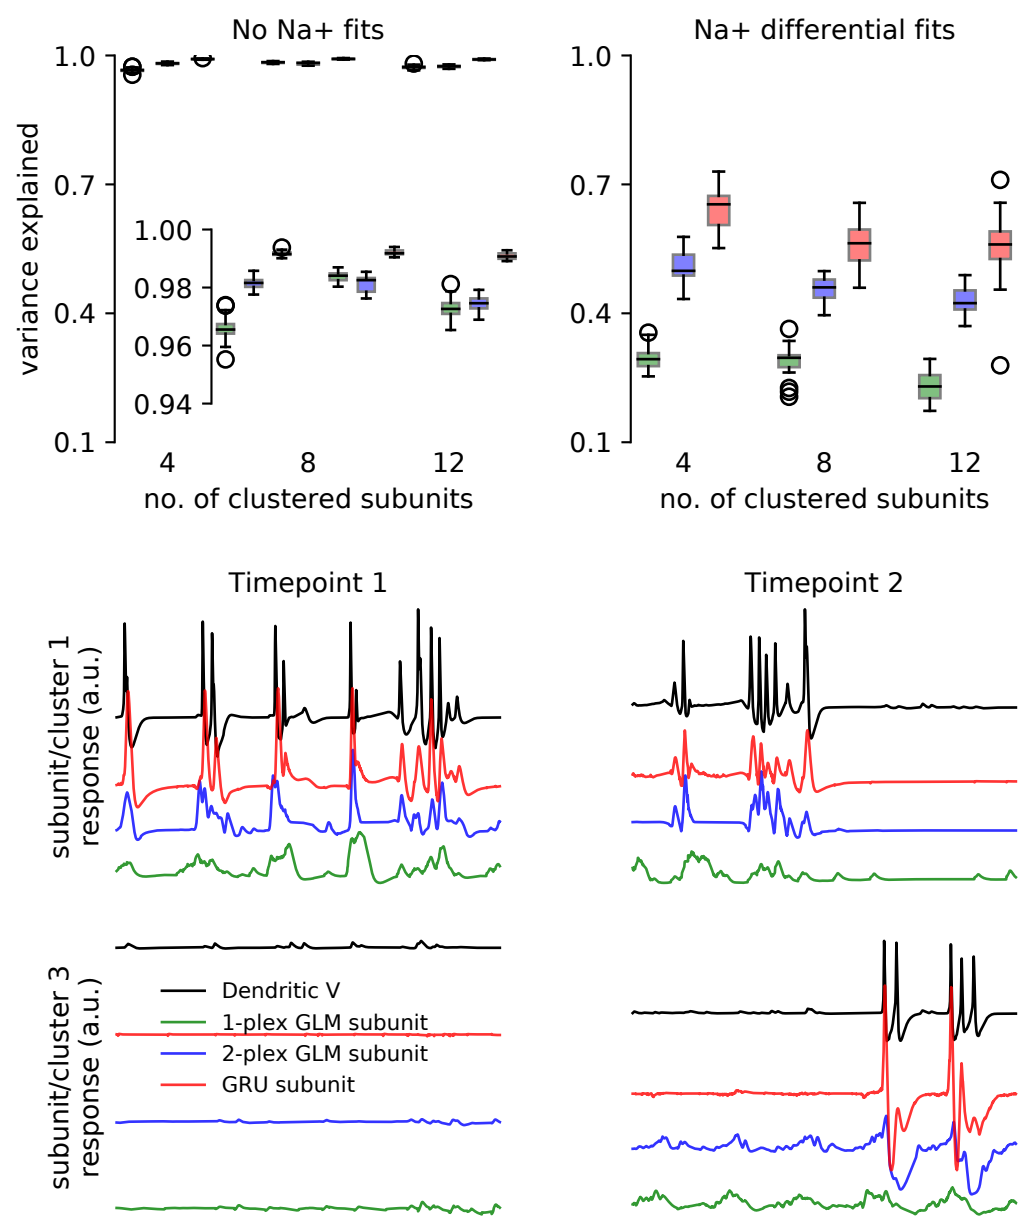 No Na+ fits
Na+ differential fits
variance explained
1.0
0.7
0.4
0.1
1.00
0.98
0.96
0.94
4
8
12
no. of clustered subunits
1.0
0.7
0.4
0.1
4
8
12
no. of clustered subunits
Timepoint 1
Timepoint 2
subunit/cluster 1
response (a.u.)
subunit/cluster 3
response (a.u.)
Dendritic V
1-plex GLM subunit
2-plex GLM subunit
GRU subunit